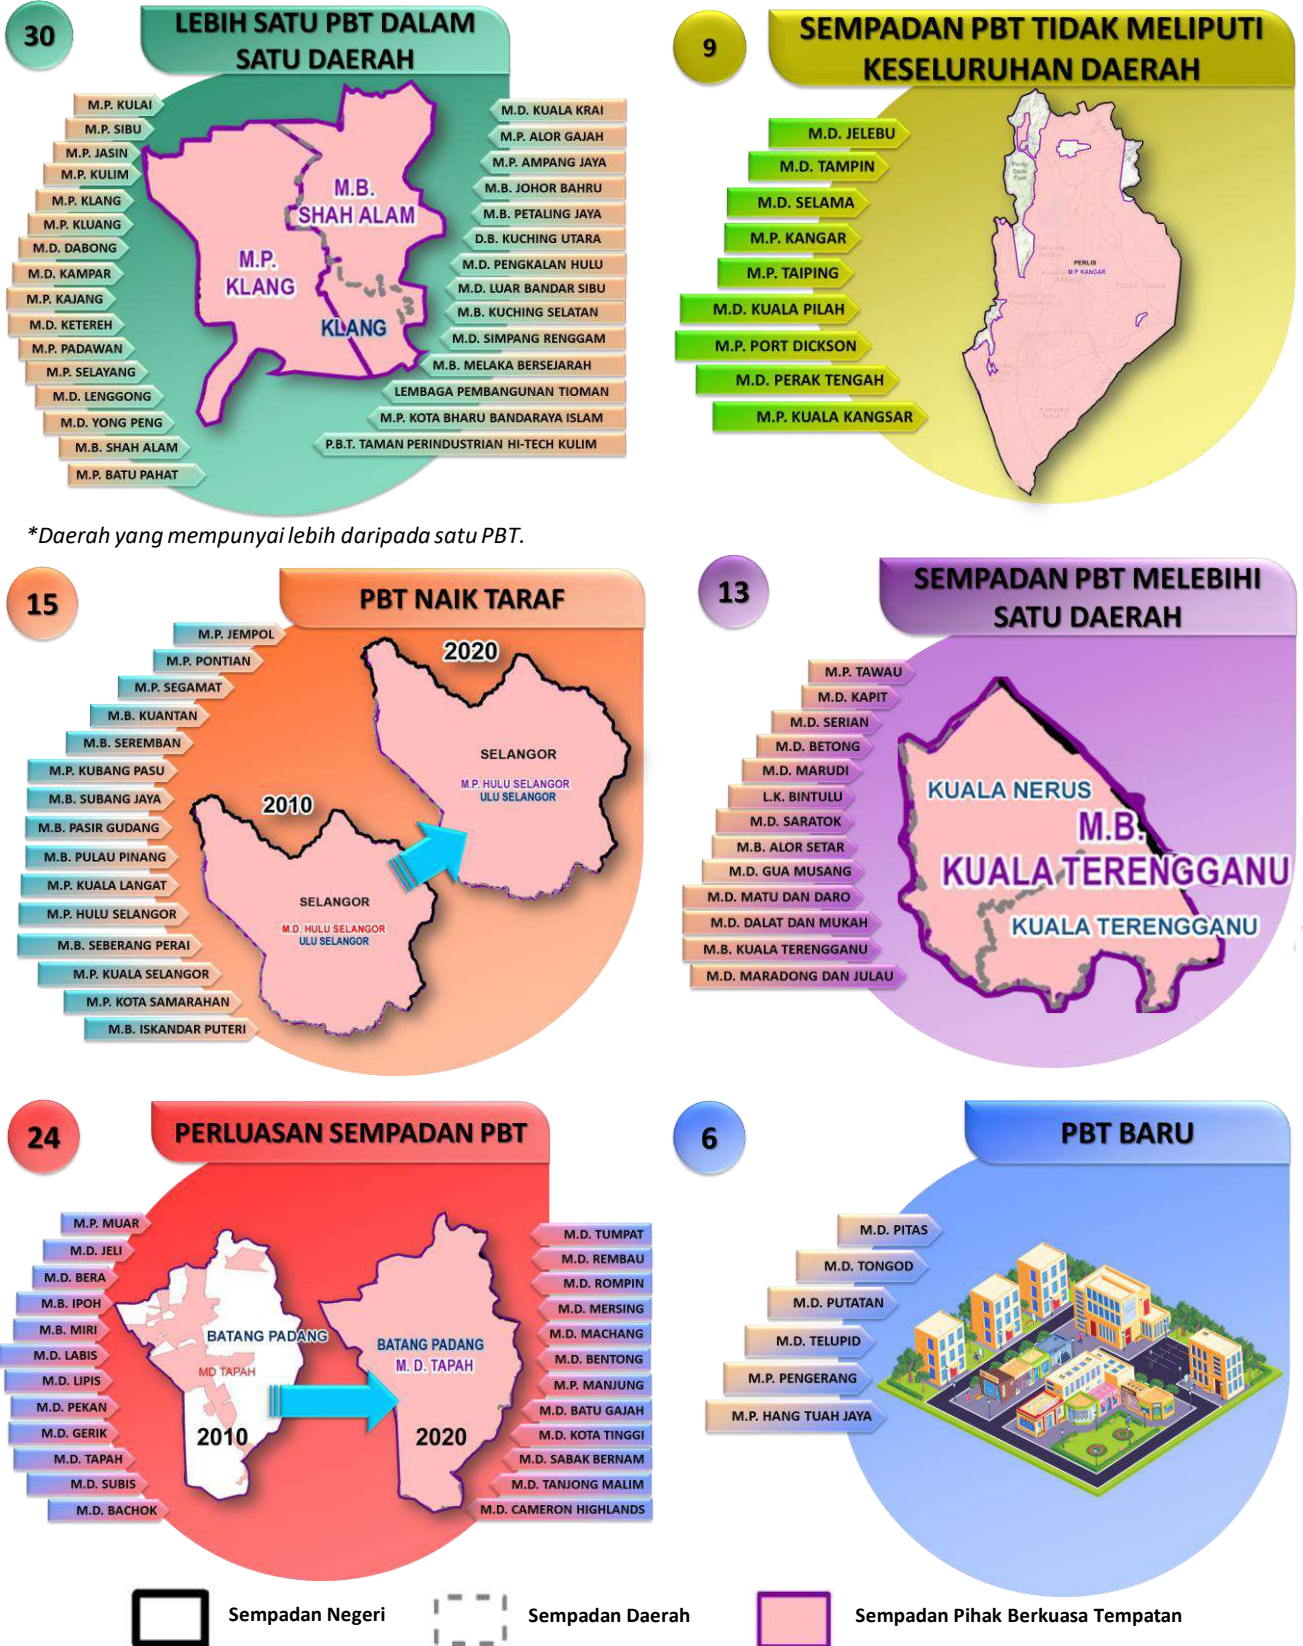 30
LEBIH SATU PBT DALAM
SATU DAERAH
M.P. KULAI
M.P. SIBU
M.P. JASIN
M.P. KULIM
M.P. KLANG
M.P. KLUANG
M.D. DABONG
M.D. KAMPAR
M.P. KAJANG
M.D. KETEREH
M.P. PADAWAN
M.P. SELAYANG
M.D. LENGGONG
M.D. YONG PENG
M.B. SHAH ALAM
M.P. BATU PAHAT
M.B.
SHAH ALAM
M.P.
KLANG
KLANG
M.D. KUALA KRAI
M.P. ALOR GAJAH
M.P. AMPANG JAYA
M.B. JOHOR BAHRU
M.B. PETALING JAYA
D.B. KUCHING UTARA
M.D. PENGKALAN HULU
M.D. LUAR BANDAR SIBU
M.B. KUCHING SELATAN
M.D. SIMPANG RENGGAM
M.B. MELAKA BERSEJARAH
LEMBAGA PEMBANGUNAN TIOMAN
M.P. KOTA BHARU BANDARAYA ISLAM
P.B.T. TAMAN PERINDUSTRIAN HI-TECH KULIM
*Daerah yang mempunyai lebih daripada satu PBT.
9
SEMPADAN PBT TIDAK MELIPUTI
KESELURUHAN DAERAH
M.D. JELEBU
M.D. TAMPIN
M.D. SELAMA
M.P. KANGAR
M.P. TAIPING
M.D. KUALA PILAH
M.P. PORT DICKSON
M.D. PERAK TENGAH
M.P. KUALA KANGSAR
PERLIS
M.P KANGAR
15
PBT NAIK TARAF
M.P. JEMPOL
M.P. PONTIAN
M.P. SEGAMAT
M.B. KUANTAN
M.B. SEREMBAN
M.P. KUBANG PASU
M.B. SUBANG JAYA
M.B. PASIR GUDANG
M.B. PULAU PINANG
M.P. KUALA LANGAT
M.P. HULU SELANGOR
M.B. SEBERANG PERAI
M.P. KUALA SELANGOR
M.P. KOTA SAMARAHAN
M.B. ISKANDAR PUTERI
2020
SELANGOR
M.P. HULU SELANGOR
ULU SELANGOR
2010
SELANGOR
M.D. HULU SELANGOR
ULU SELANGOR
13
SEMPADAN PBT MELEBIHI
SATU DAERAH
M.P. TAWAU
M.D. KAPIT
M.D. SERIAN
M.D. BETONG
M.D. MARUDI
L.K. BINTULU
M.D. SARATOK
M.B. ALOR SETAR
M.D. GUA MUSANG
M.D. MATU DAN DARO
M.D. DALAT DAN MUKAH
M.B. KUALA TERENGGANU
M.D. MARADONG DAN JULAU
KUALA NERUS
M.B.
KUALA TERENGGANU
KUALA TERENGGANU
24
PERLUASAN SEMPADAN PBT
M.P. MUAR
M.D. JELI
M.D. BERA
M.B. IPOH
M.B. MIRI
M.D. LABIS
M.D. LIPIS
M.D. PEKAN
M.D. GERIK
M.D. TAPAH
M.D. SUBIS
M.D. BACHOK
BATANG PADANG
MD TAPAH
2010
BATANG PADANG
M. D. TAPAH
2020
M.D. TUMPAT
M.D. REMBAU
M.D. ROMPIN
M.D. MERSING
M.D. MACHANG
M.D. BENTONG
M.P. MANJUNG
M.D. BATU GAJAH
M.D. KOTA TINGGI
M.D. SABAK BERNAM
M.D. TANJONG MALIM
M.D. CAMERON HIGHLANDS
6
PBT BARU
M.D. PITAS
M.D. TONGOD
M.D. PUTATAN
M.D. TELUPID
M.P. PENGERANG
M.P. HANG TUAH JAYA
Sempadan Negeri
Sempadan Daerah
Sempadan Pihak Berkuasa Tempatan